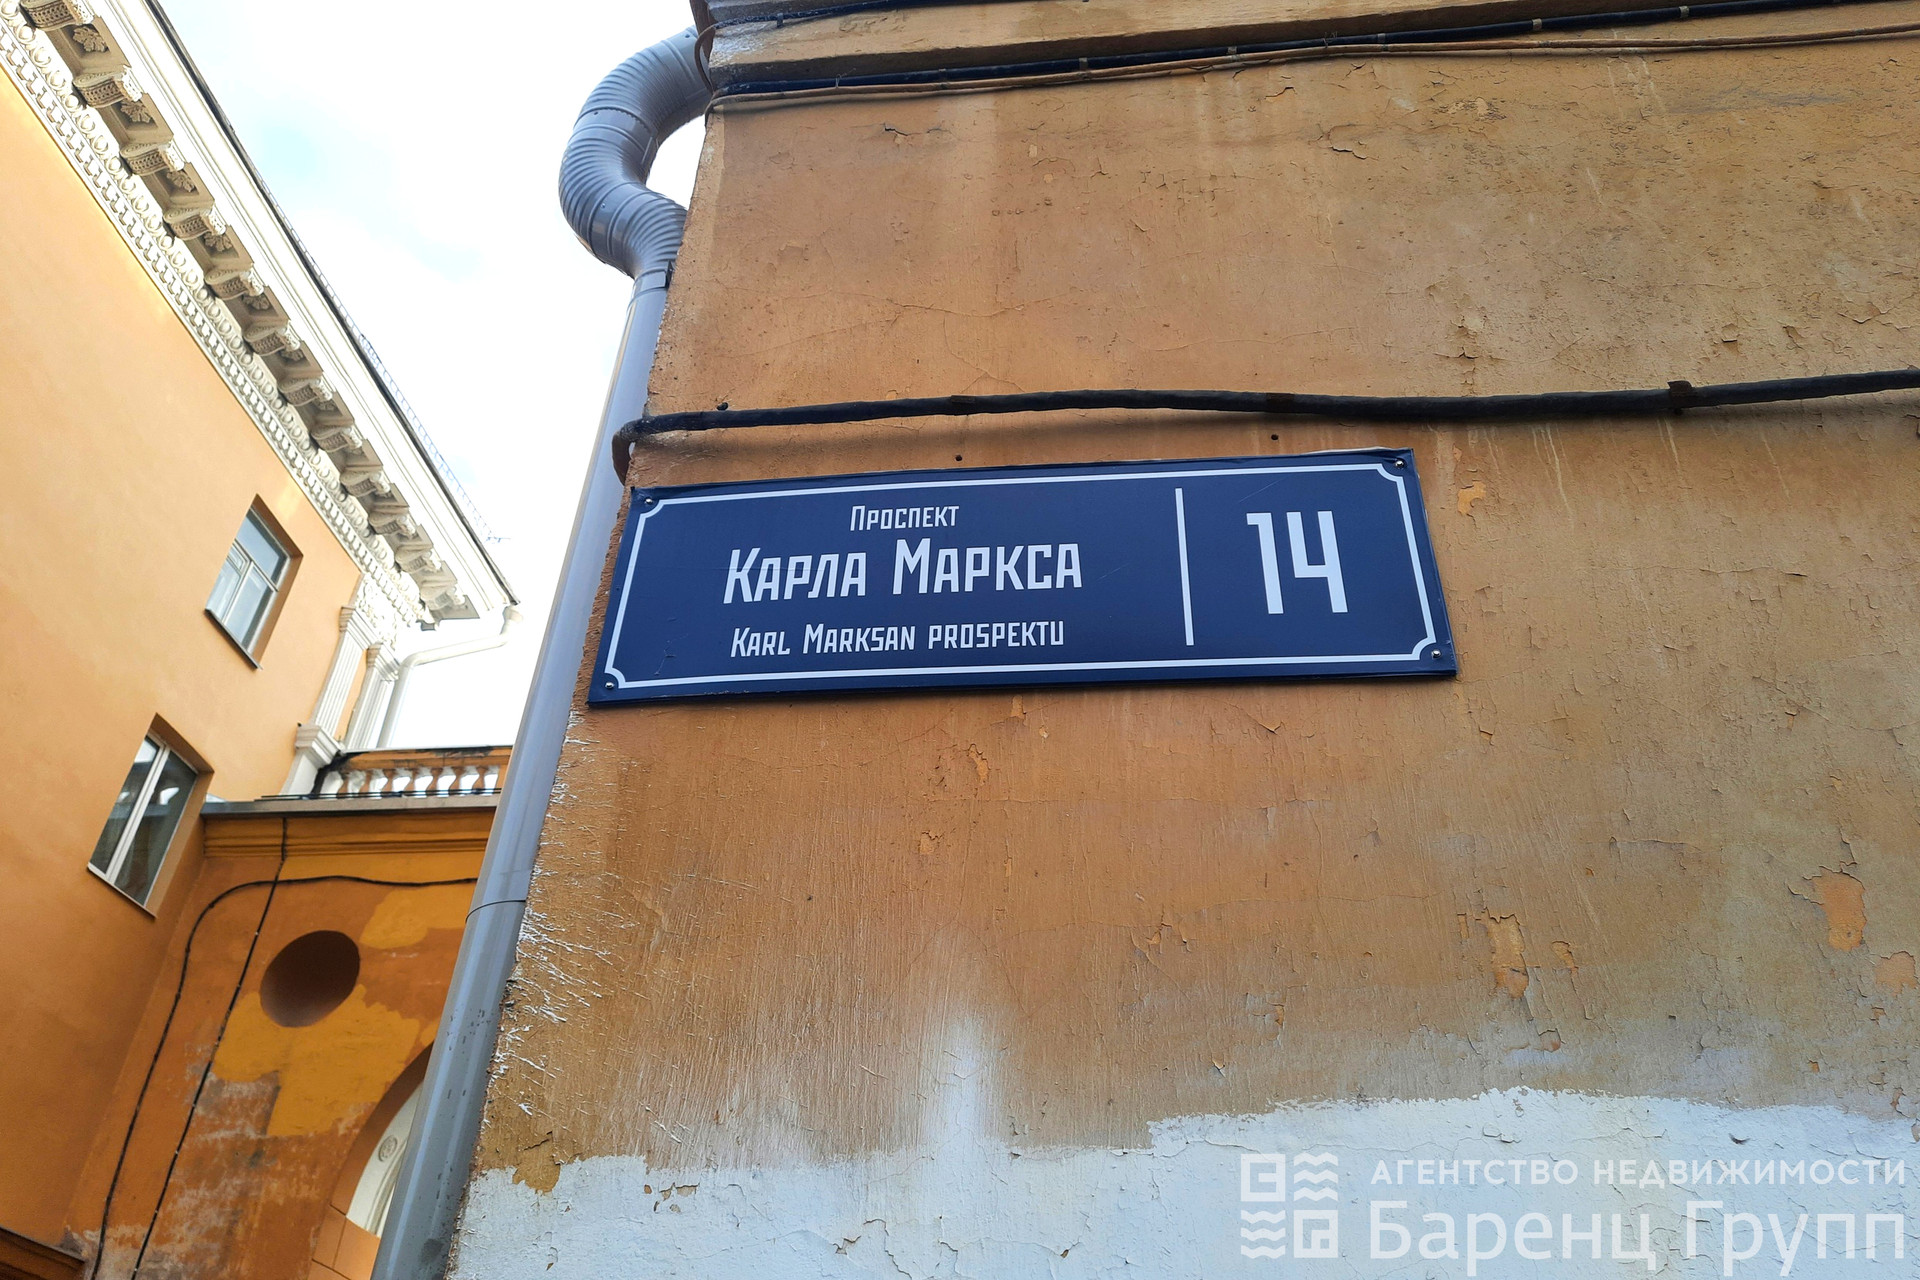 Проспект
Карла Маркса
Karl Marksan prospektu
14
АГЕНТСТВО НЕДВИЖИМОСТИ
Баренц Групп